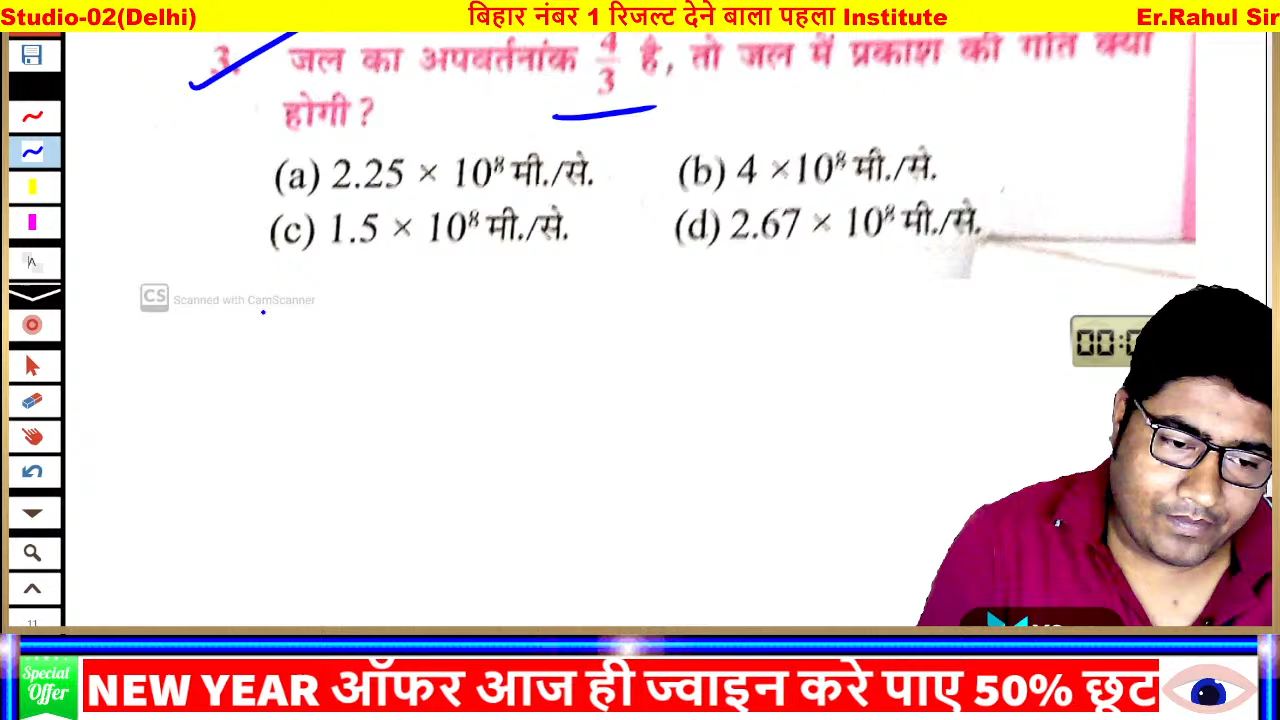 Studio-02(Delhi) बिहार नंबर 1 रिजल्ट देने बाला पहला Institute Er.Rahul Sir
3. जल का अपवर्तनांक 4/3 है, तो जल में प्रकाश की गति क्या
होगी?
(a) 2.25 × 10⁸ मी./से. (b) 4 ×10⁸ मी./से.
(c) 1.5 × 10⁸ मी./से. (d) 2.67 × 10⁸ मी./से.
CS Scanned with CamScanner
00:
11
Special
Offer
NEW YEAR ऑफर आज ही ज्वाइन करे पाए 50% छूट